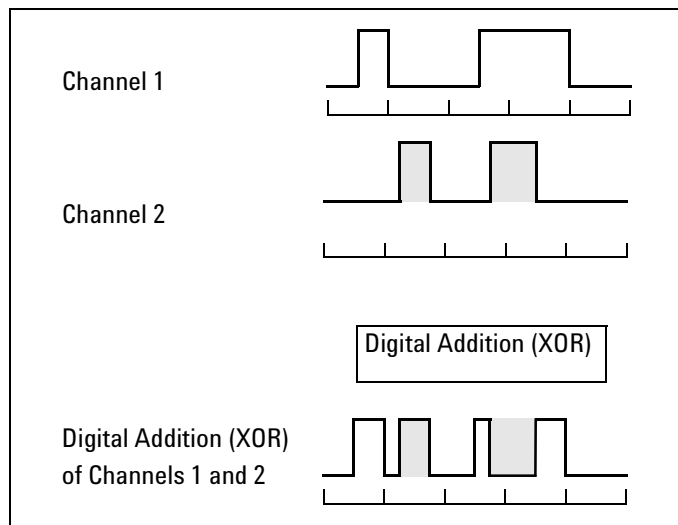 Channel 1
Channel 2
Digital Addition (XOR)
Digital Addition (XOR)
of Channels 1 and 2